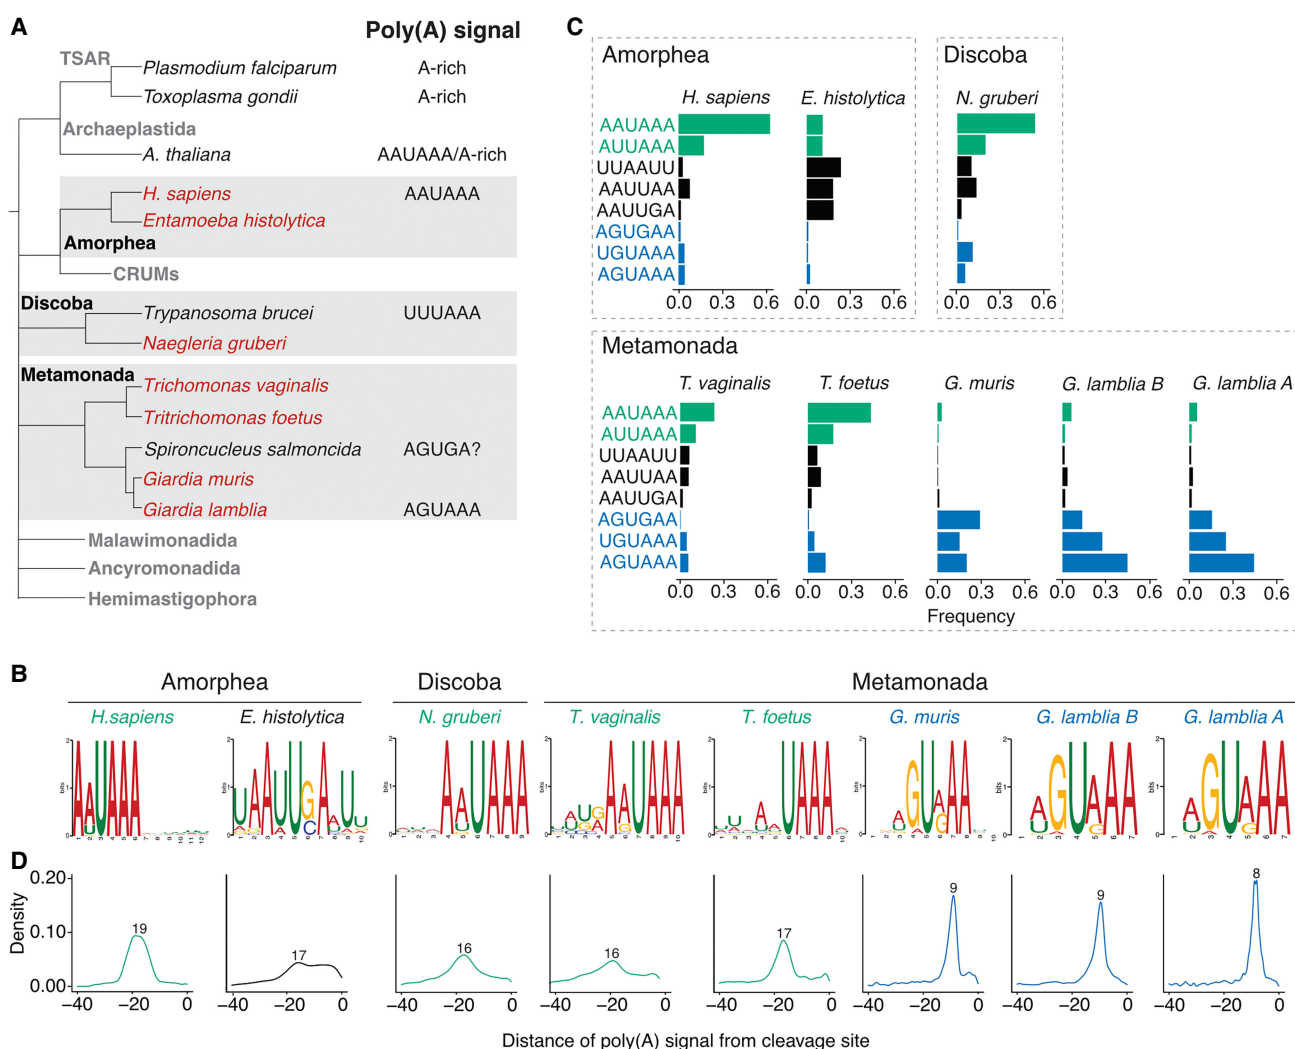 A
Poly(A) signal
TSAR
Plasmodium falciparum A-rich
Toxoplasma gondii A-rich
Archaeplastida
A. thaliana AAUAAA/A-rich
H. sapiens AAUAAA
Entamoeba histolytica
Amorphea
CRUMs
Discoba
Trypanosoma brucei UUUAAA
Naegleria gruberi
Metamonada
Trichomonas vaginalis
Tritrichomonas foetus
Spironcucleus salmoncida AGUGA?
Giardia muris
Giardia lamblia AGUAAA
Malawimonadida
Ancyromonadida
Hemimastigophora
C
Amorphea Discoba
H. sapiens E. histolytica N. gruberi
AAUAAA
AUUAAA
UUAAUU
AAUUAA
AAUUGA
AGUGAA
UGUAAA
AGUAAA
0.0 0.3 0.6 0.0 0.3 0.6 0.0 0.3 0.6
Metamonada
T. vaginalis T. foetus G. muris G. lamblia B G. lamblia A
AAUAAA
AUUAAA
UUAAUU
AAUUAA
AAUUGA
AGUGAA
UGUAAA
AGUAAA
0.0 0.3 0.6 0.0 0.3 0.6 0.0 0.3 0.6 0.0 0.3 0.6 0.0 0.3 0.6
Frequency
B
Amorphea Discoba Metamonada
H.sapiens E. histolytica N. gruberi T. vaginalis T. foetus G. muris G. lamblia B G. lamblia A
bits bits bits bits bits bits bits bits
D
Density
0.20
0.10
0.00
19 17 16 16 17 9 9 8
−40 −20 0 −40 −20 0 −40 −20 0 −40 −20 0 −40 −20 0 −40 −20 0 −40 −20 0 −40 −20 0
Distance of poly(A) signal from cleavage site